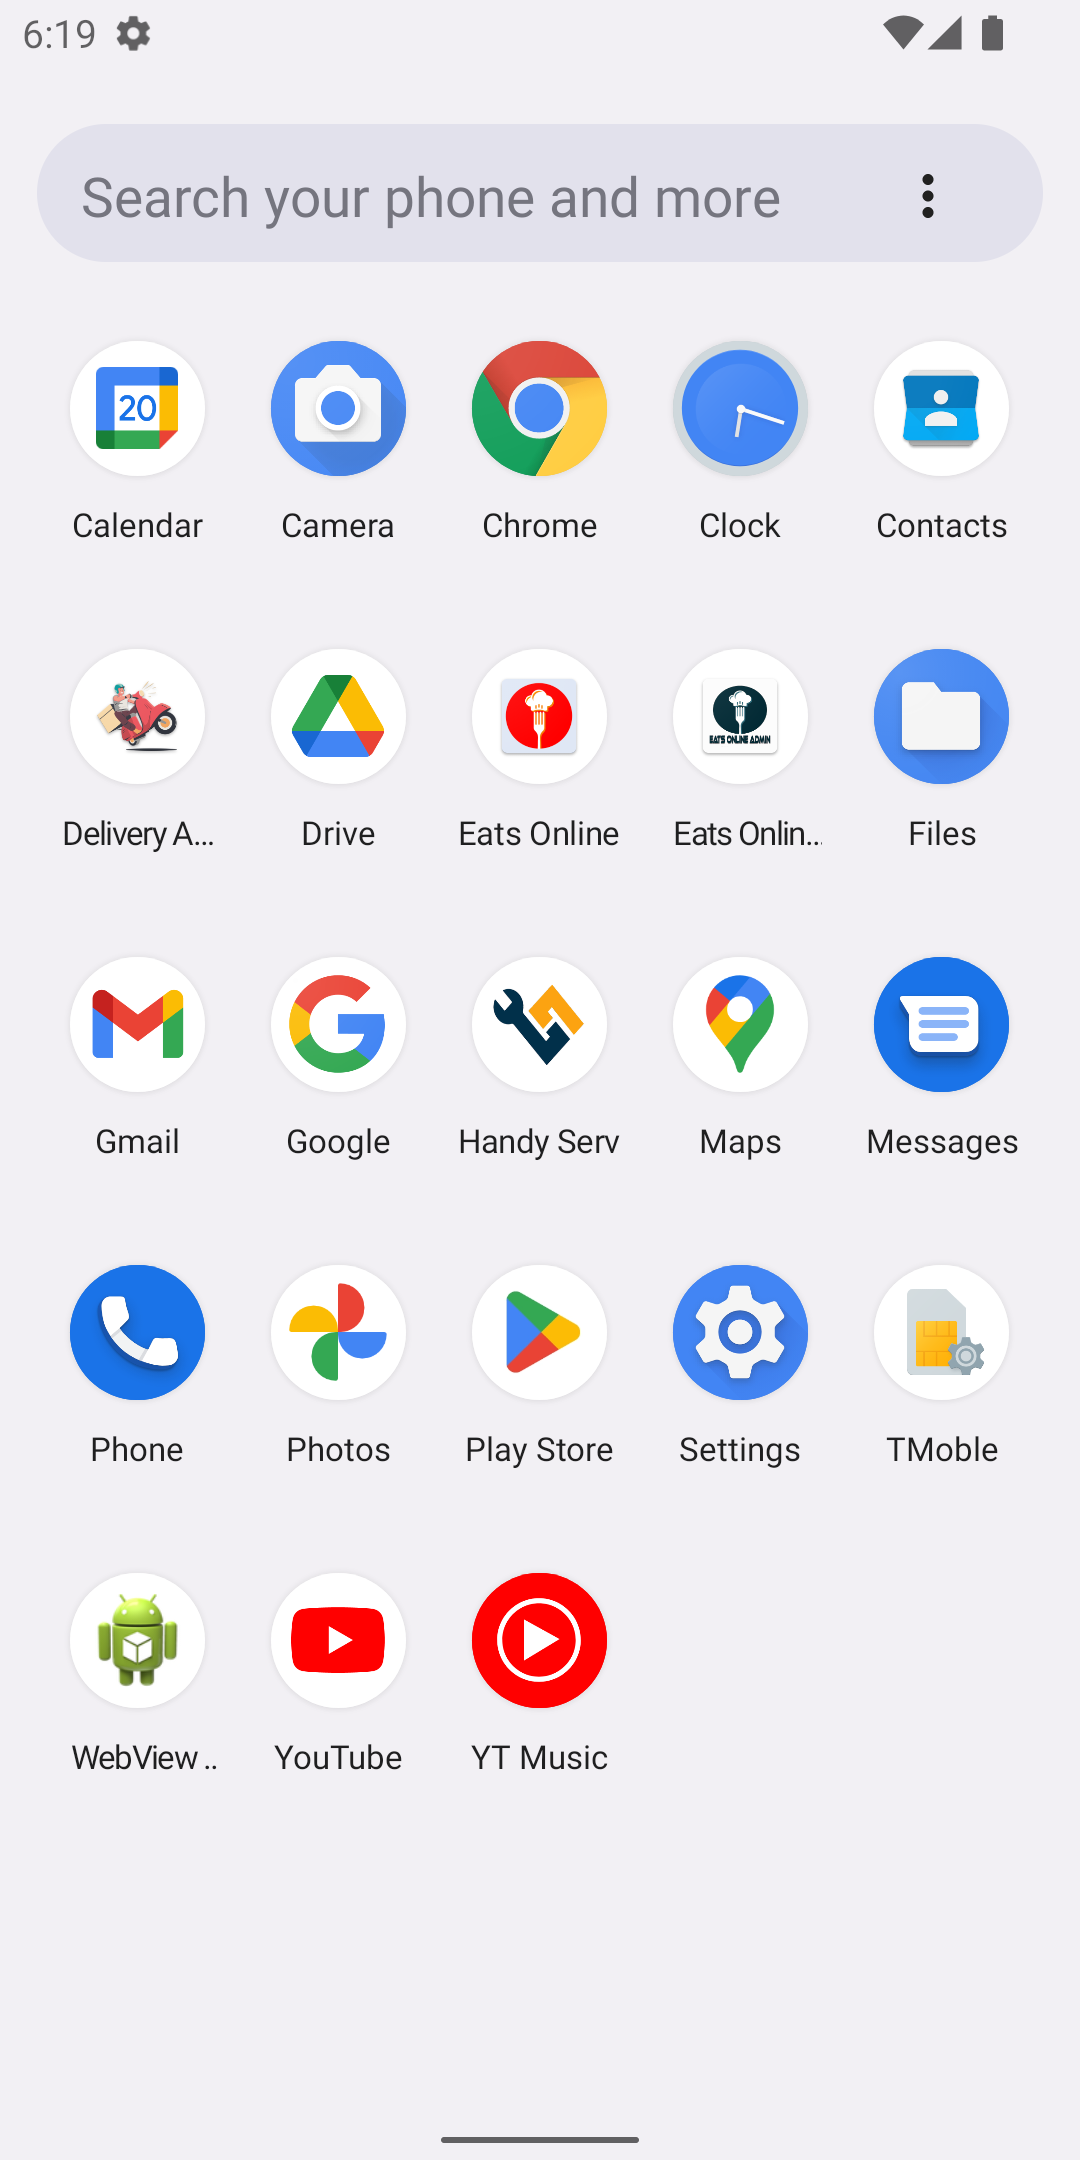 6:19
Search your phone and more
20
Calendar
Camera
Chrome
Clock
Contacts
EATS ONLINE ADMIN
Delivery A...
Drive
Eats Online
Eats Onlin...
Files
Gmail
Google
Handy Serv
Maps
Messages
Phone
Photos
Play Store
Settings
TMoble
WebView ..
YouTube
YT Music